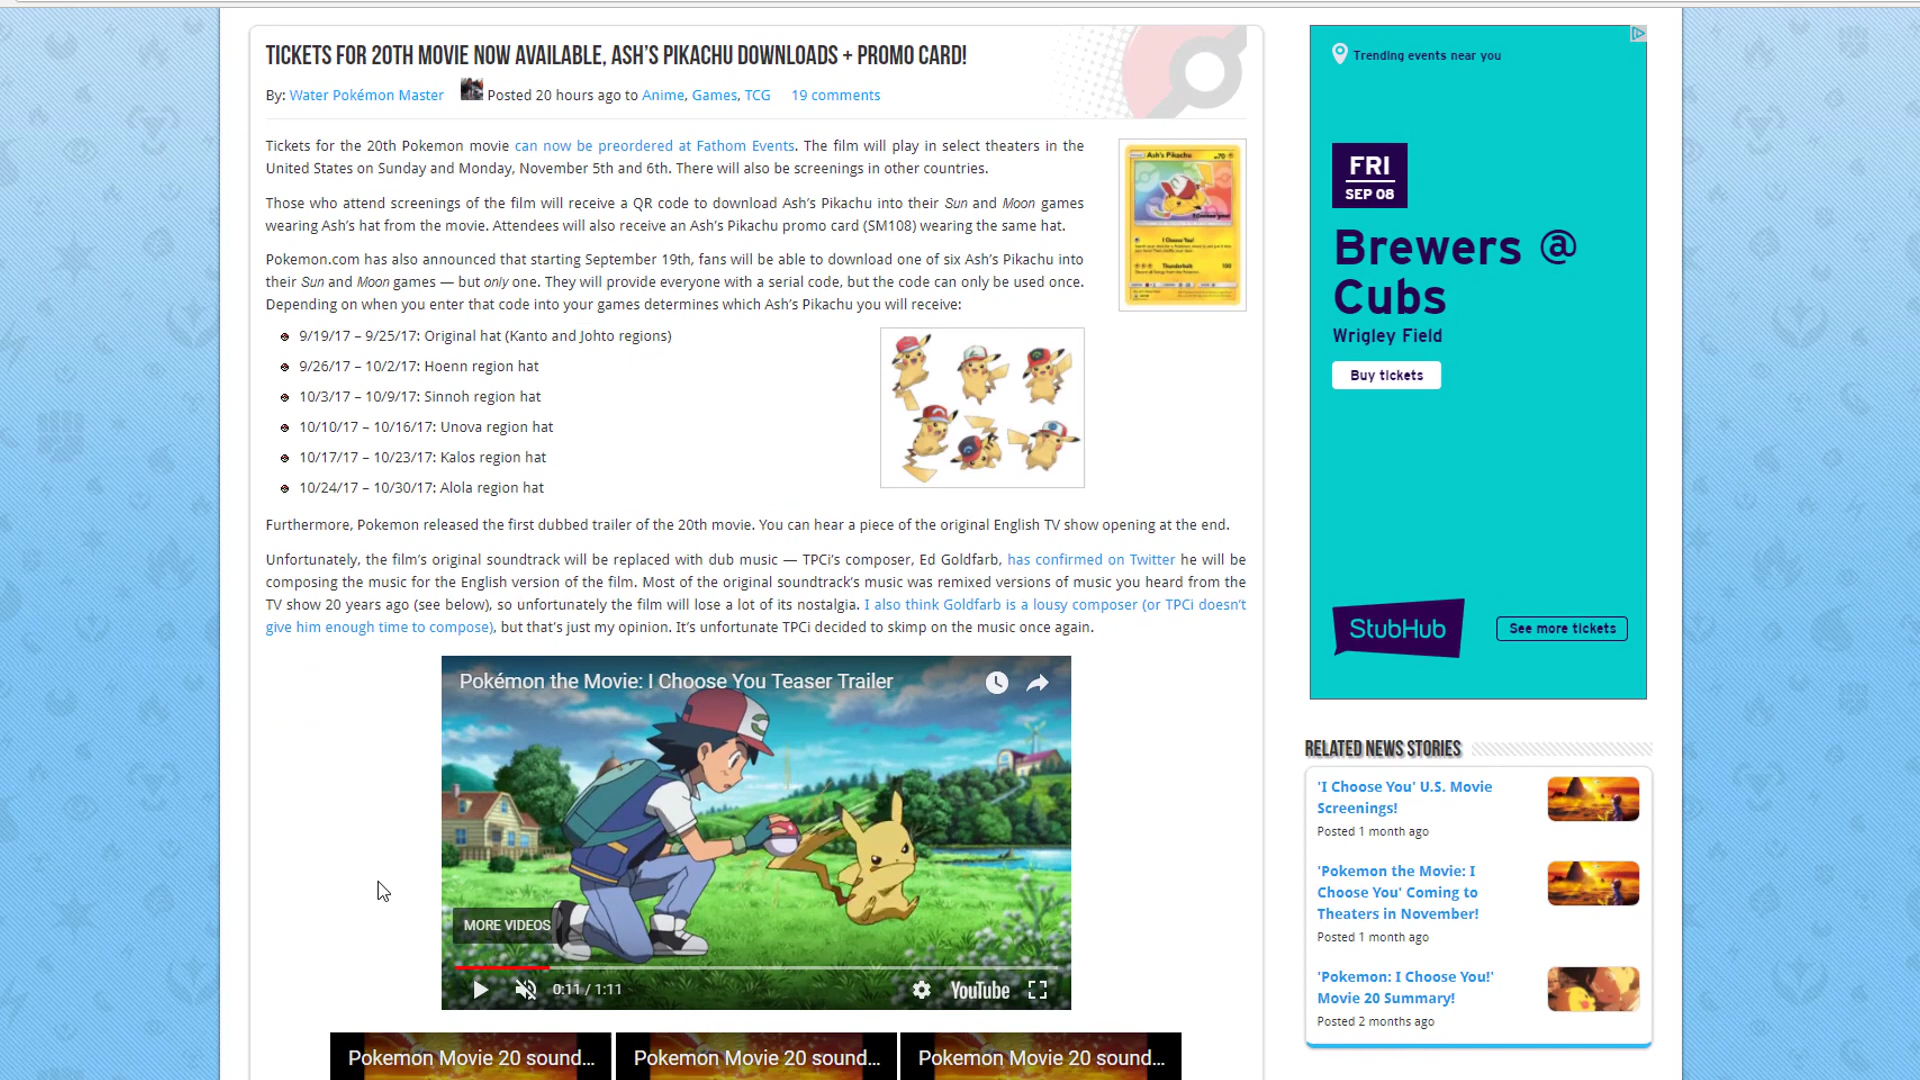 TICKETS FOR 20TH MOVIE NOW AVAILABLE, ASH'S PIKACHU DOWNLOADS + PROMO CARD!
By: Water Pokémon Master Posted 20 hours ago to Anime, Games, TCG 19 comments
Tickets for the 20th Pokemon movie can now be preordered at Fathom Events. The film will play in select theaters in the
United States on Sunday and Monday, November 5th and 6th. There will also be screenings in other countries.
Those who attend screenings of the film will receive a QR code to download Ash's Pikachu into their Sun and Moon games
wearing Ash's hat from the movie. Attendees will also receive an Ash's Pikachu promo card (SM108) wearing the same hat.
Pokemon.com has also announced that starting September 19th, fans will be able to download one of six Ash's Pikachu into
their Sun and Moon games — but only one. They will provide everyone with a serial code, but the code can only be used once.
Depending on when you enter that code into your games determines which Ash's Pikachu you will receive:
9/19/17 – 9/25/17: Original hat (Kanto and Johto regions)
9/26/17 – 10/2/17: Hoenn region hat
10/3/17 – 10/9/17: Sinnoh region hat
10/10/17 – 10/16/17: Unova region hat
10/17/17 – 10/23/17: Kalos region hat
10/24/17 – 10/30/17: Alola region hat
Ash's Pikachu
70
I Choose You!
Thunderbolt 100
Furthermore, Pokemon released the first dubbed trailer of the 20th movie. You can hear a piece of the original English TV show opening at the end.
Unfortunately, the film's original soundtrack will be replaced with dub music — TPCi's composer, Ed Goldfarb, has confirmed on Twitter he will be
composing the music for the English version of the film. Most of the original soundtrack's music was remixed versions of music you heard from the
TV show 20 years ago (see below), so unfortunately the film will lose a lot of its nostalgia. I also think Goldfarb is a lousy composer (or TPCi doesn't
give him enough time to compose), but that's just my opinion. It's unfortunate TPCi decided to skimp on the music once again.
Pokémon the Movie: I Choose You Teaser Trailer
MORE VIDEOS
0:11 / 1:11
YouTube
Pokemon Movie 20 sound...
Pokemon Movie 20 sound...
Pokemon Movie 20 sound...
Trending events near you
FRI
SEP 08
Brewers @
Cubs
Wrigley Field
Buy tickets
StubHub
See more tickets
RELATED NEWS STORIES
'I Choose You' U.S. Movie
Screenings!
Posted 1 month ago
'Pokemon the Movie: I
Choose You' Coming to
Theaters in November!
Posted 1 month ago
'Pokemon: I Choose You!'
Movie 20 Summary!
Posted 2 months ago